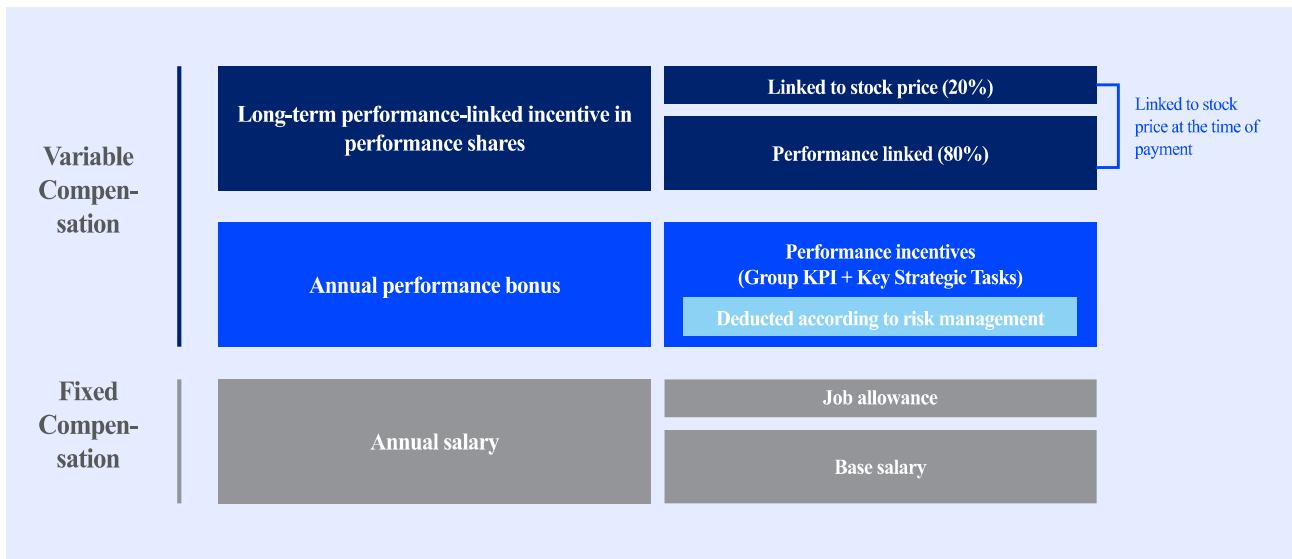 Variable
Compen-
sation
Long-term performance-linked incentive in
performance shares
Linked to stock price (20%)
Performance linked (80%)
Linked to stock
price at the time of
payment
Annual performance bonus
Performance incentives
(Group KPI + Key Strategic Tasks)
Deducted according to risk management
Fixed
Compen-
sation
Annual salary
Job allowance
Base salary